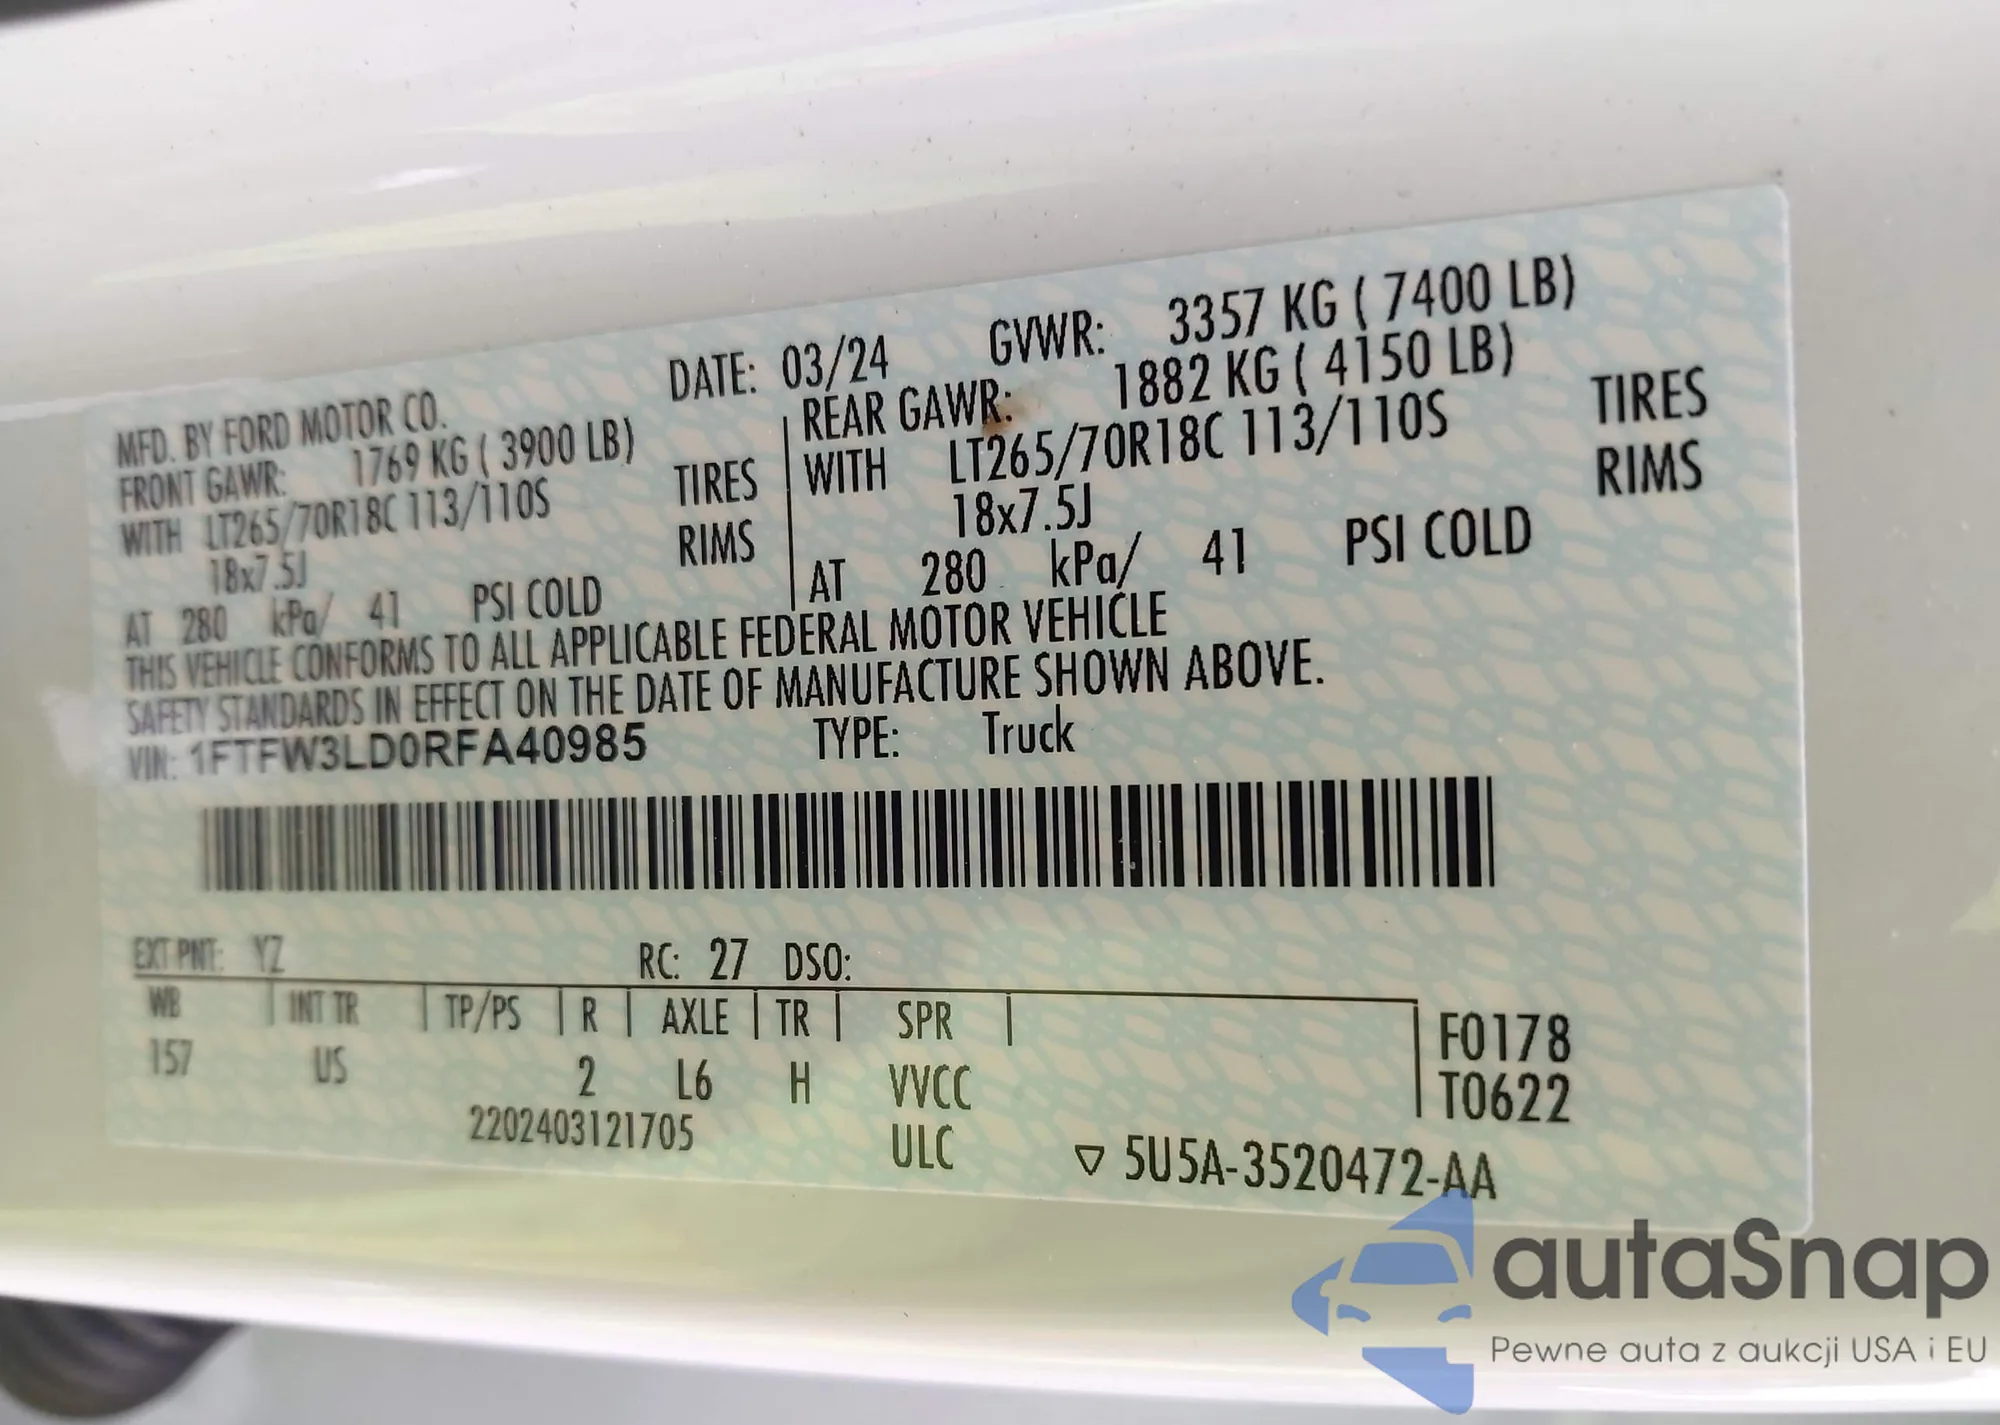 MFD. BY FORD MOTOR CO.
DATE: 03/24 GVWR: 3357 KG ( 7400 LB)
FRONT GAWR: 1769 KG ( 3900 LB)
WITH LT265/70R18C 113/110S TIRES
18x7.5J RIMS
AT 280 kPa/ 41 PSI COLD
REAR GAWR: 1882 KG ( 4150 LB)
WITH LT265/70R18C 113/110S TIRES
18x7.5J RIMS
AT 280 kPa/ 41 PSI COLD
THIS VEHICLE CONFORMS TO ALL APPLICABLE FEDERAL MOTOR VEHICLE
SAFETY STANDARDS IN EFFECT ON THE DATE OF MANUFACTURE SHOWN ABOVE.
VIN: 1FTFW3LD0RFA40985 TYPE: Truck
EXT PNT: YZ RC: 27 DSO:
WB | INT TR | TP/PS | R | AXLE | TR | SPR |
157 US 2 L6 H VVCC
F0178
T0622
2202403121705 ULC ▽ 5U5A-3520472-AA
autaSnap
Pewne auta z aukcji USA i EU